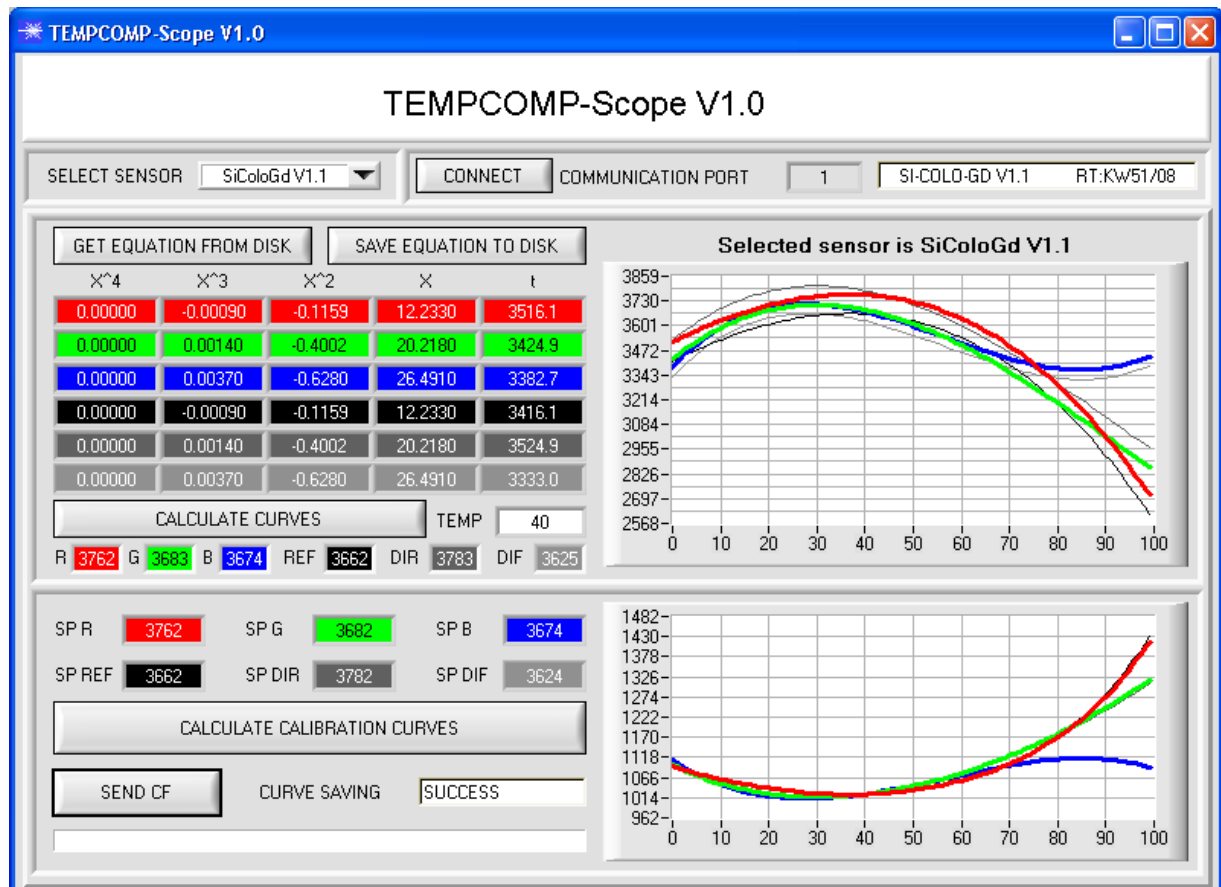 TEMPCOMP-Scope V1.0
TEMPCOMP-Scope V1.0
SELECT SENSOR SiColoGd V1.1 CONNECT COMMUNICATION PORT 1 SI-COLO-GD V1.1 RT:KW51/08
GET EQUATION FROM DISK SAVE EQUATION TO DISK
X^4 X^3 X^2 X t
0.00000 -0.00090 -0.1159 12.2330 3516.1
0.00000 0.00140 -0.4002 20.2180 3424.9
0.00000 0.00370 -0.6280 26.4910 3382.7
0.00000 -0.00090 -0.1159 12.2330 3416.1
0.00000 0.00140 -0.4002 20.2180 3524.9
0.00000 0.00370 -0.6280 26.4910 3333.0
CALCULATE CURVES TEMP 40
R 3762 G 3683 B 3674 REF 3662 DIR 3783 DIF 3625
Selected sensor is SiColoGd V1.1
3859
3730
3601
3472
3343
3214
3084
2955
2826
2697
2568
0 10 20 30 40 50 60 70 80 90 100
SP R 3762 SP G 3682 SP B 3674
SP REF 3662 SP DIR 3782 SP DIF 3624
CALCULATE CALIBRATION CURVES
SEND CF CURVE SAVING SUCCESS
1482
1430
1378
1326
1274
1222
1170
1118
1066
1014
962
0 10 20 30 40 50 60 70 80 90 100